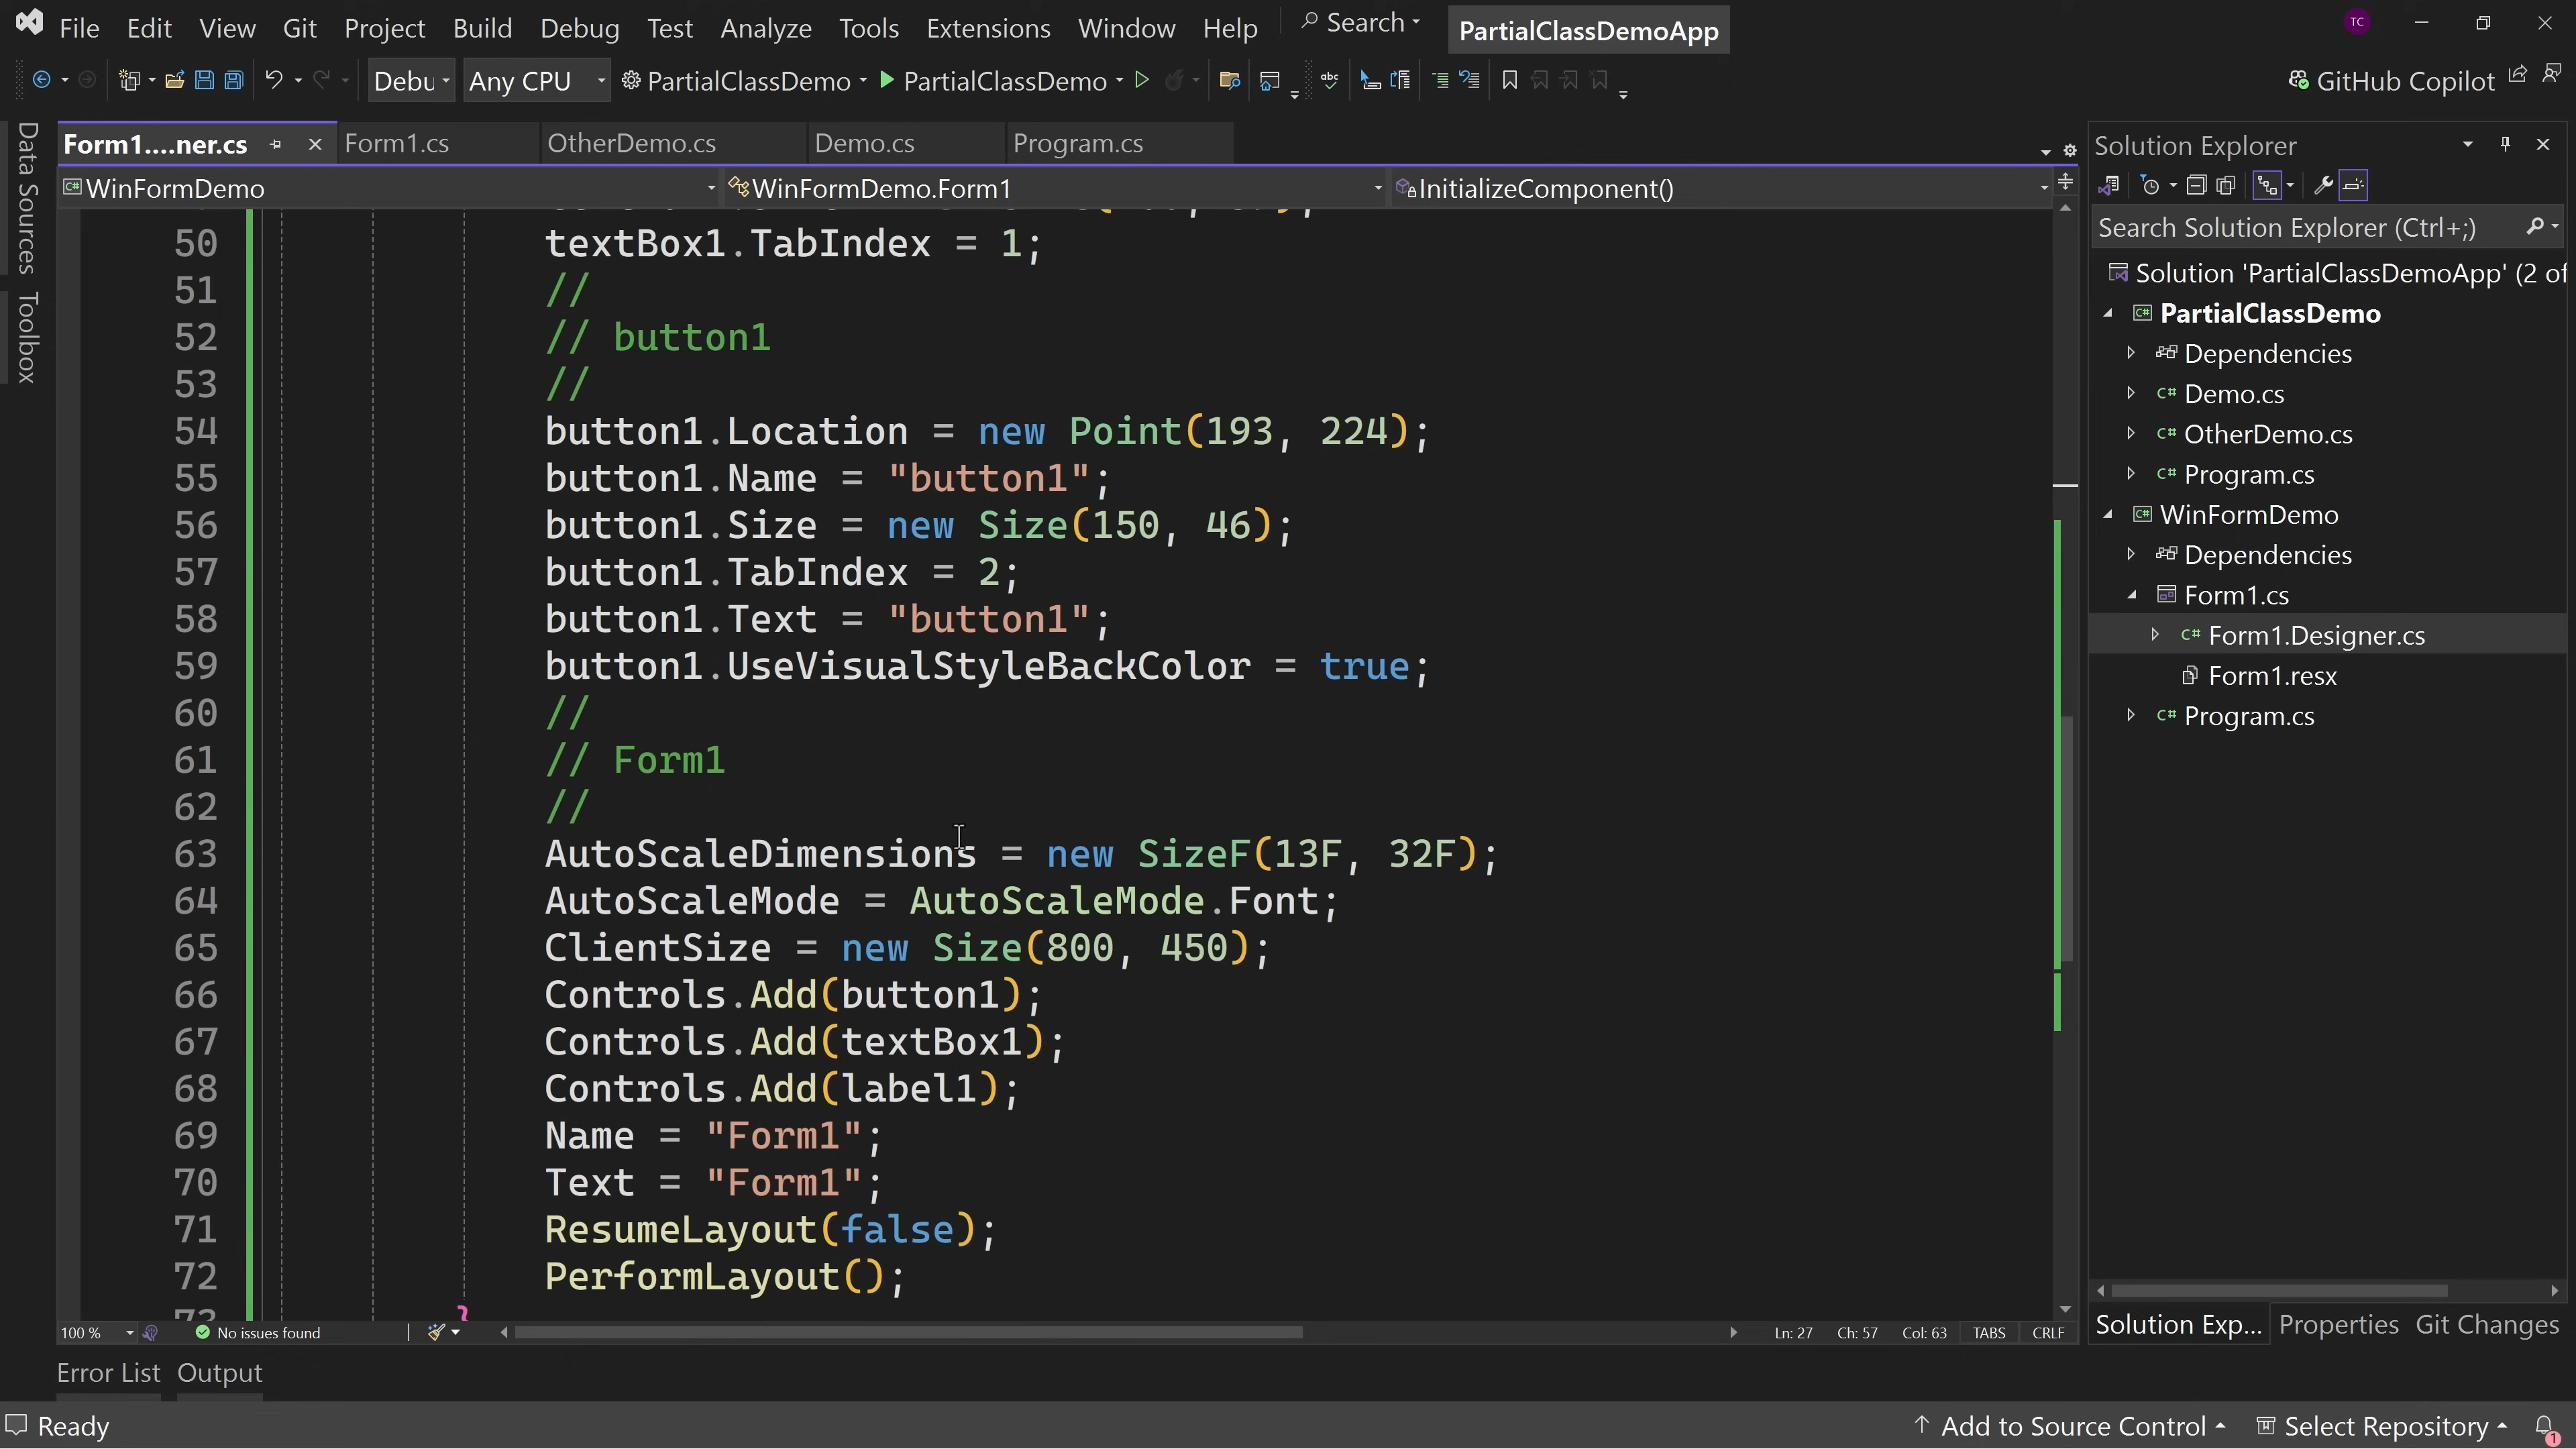 File Edit View Git Project Build Debug Test Analyze Tools Extensions Window Help Search PartialClassDemoApp TC
Debu Any CPU PartialClassDemo PartialClassDemo GitHub Copilot
Data Sources
Toolbox
Form1....ner.cs Form1.cs OtherDemo.cs Demo.cs Program.cs
WinFormDemo WinFormDemo.Form1 InitializeComponent()
50 textBox1.TabIndex = 1;
51 //
52 // button1
53 //
54 button1.Location = new Point(193, 224);
55 button1.Name = "button1";
56 button1.Size = new Size(150, 46);
57 button1.TabIndex = 2;
58 button1.Text = "button1";
59 button1.UseVisualStyleBackColor = true;
60 //
61 // Form1
62 //
63 AutoScaleDimensions = new SizeF(13F, 32F);
64 AutoScaleMode = AutoScaleMode.Font;
65 ClientSize = new Size(800, 450);
66 Controls.Add(button1);
67 Controls.Add(textBox1);
68 Controls.Add(label1);
69 Name = "Form1";
70 Text = "Form1";
71 ResumeLayout(false);
72 PerformLayout();
73 }
100 % No issues found Ln: 27 Ch: 57 Col: 63 TABS CRLF
Solution Explorer
Search Solution Explorer (Ctrl+;)
Solution 'PartialClassDemoApp' (2 of
PartialClassDemo
Dependencies
C# Demo.cs
C# OtherDemo.cs
C# Program.cs
WinFormDemo
Dependencies
Form1.cs
C# Form1.Designer.cs
Form1.resx
C# Program.cs
Solution Exp... Properties Git Changes
Error List Output
Ready Add to Source Control Select Repository 1